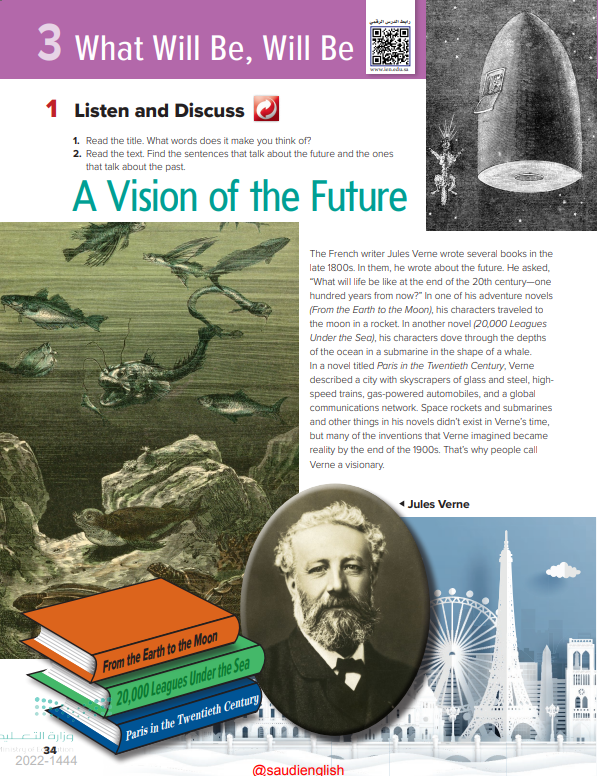 3 What Will Be, Will Be
رابط الدرس الرقمي
www.ien.edu.sa
1 Listen and Discuss
1. Read the title. What words does it make you think of?
2. Read the text. Find the sentences that talk about the future and the ones
that talk about the past.
A Vision of the Future
The French writer Jules Verne wrote several books in the
late 1800s. In them, he wrote about the future. He asked,
“What will life be like at the end of the 20th century—one
hundred years from now?” In one of his adventure novels
(From the Earth to the Moon), his characters traveled to
the moon in a rocket. In another novel (20,000 Leagues
Under the Sea), his characters dove through the depths
of the ocean in a submarine in the shape of a whale.
In a novel titled Paris in the Twentieth Century, Verne
described a city with skyscrapers of glass and steel, high-
speed trains, gas-powered automobiles, and a global
communications network. Space rockets and submarines
and other things in his novels didn’t exist in Verne’s time,
but many of the inventions that Verne imagined became
reality by the end of the 1900s. That’s why people call
Verne a visionary.
Jules Verne
From the Earth to the Moon
20,000 Leagues Under the Sea
Paris in the Twentieth Century
وزارة التعليم
34
2022-1444
@saudienglish